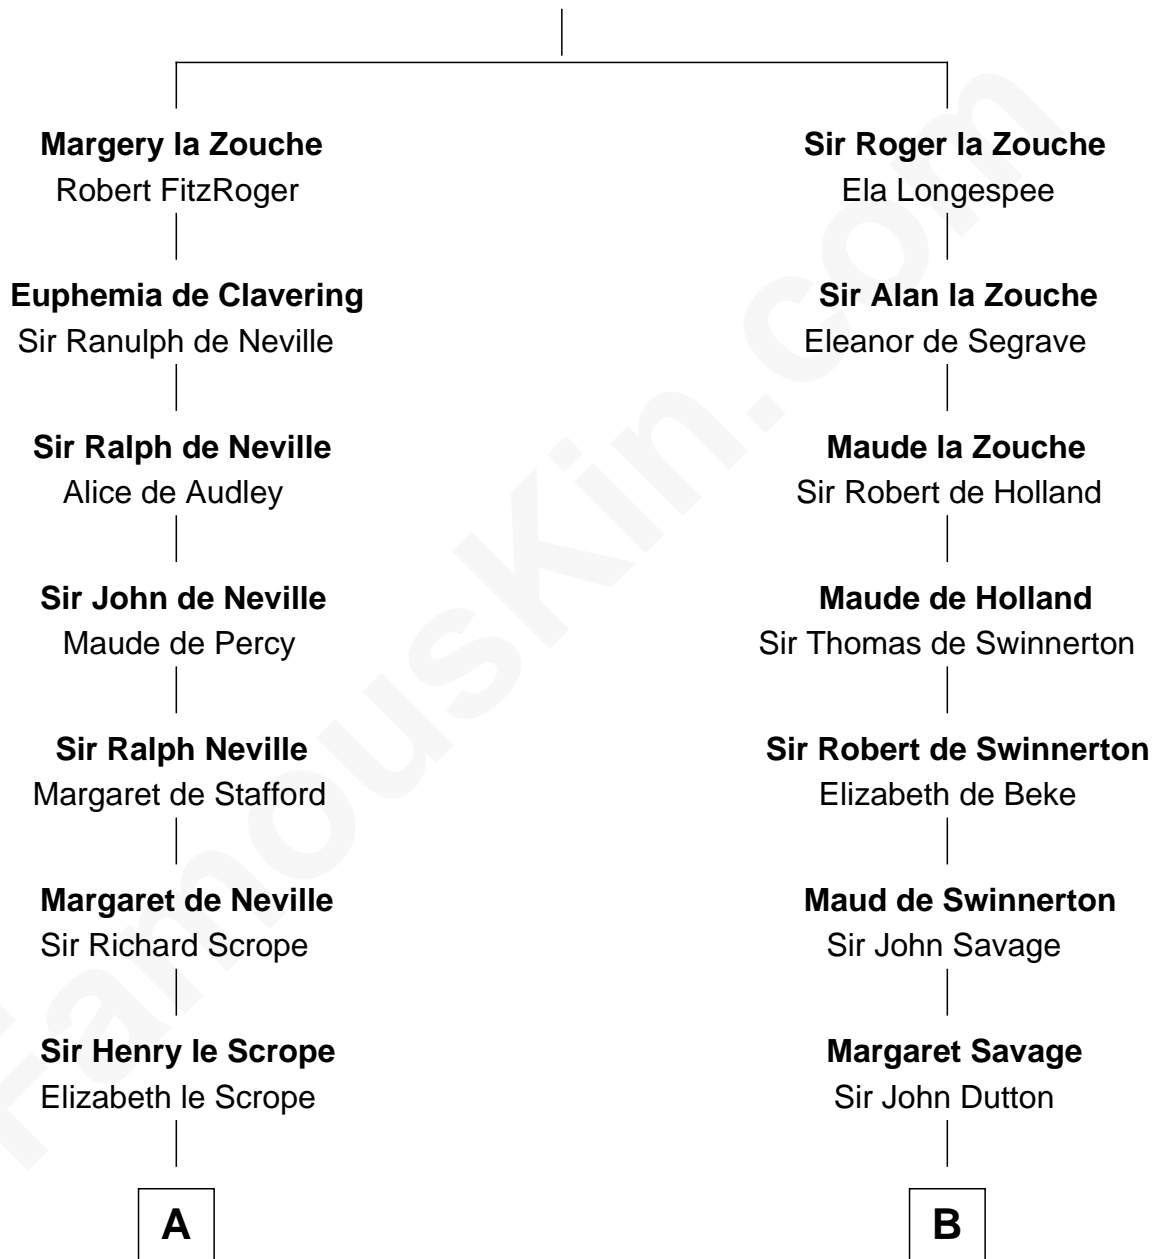 Margery la Zouche
Robert FitzRoger
Euphemia de Clavering
Sir Ranulph de Neville
Sir Ralph de Neville
Alice de Audley
Sir John de Neville
Maude de Percy
Sir Ralph Neville
Margaret de Stafford
Margaret de Neville
Sir Richard Scrope
Sir Henry le Scrope
Elizabeth le Scrope
A
Sir Roger la Zouche
Ela Longespee
Sir Alan la Zouche
Eleanor de Segrave
Maude la Zouche
Sir Robert de Holland
Maude de Holland
Sir Thomas de Swinnerton
Sir Robert de Swinnerton
Elizabeth de Beke
Maud de Swinnerton
Sir John Savage
Margaret Savage
Sir John Dutton
B
FamousKin.com